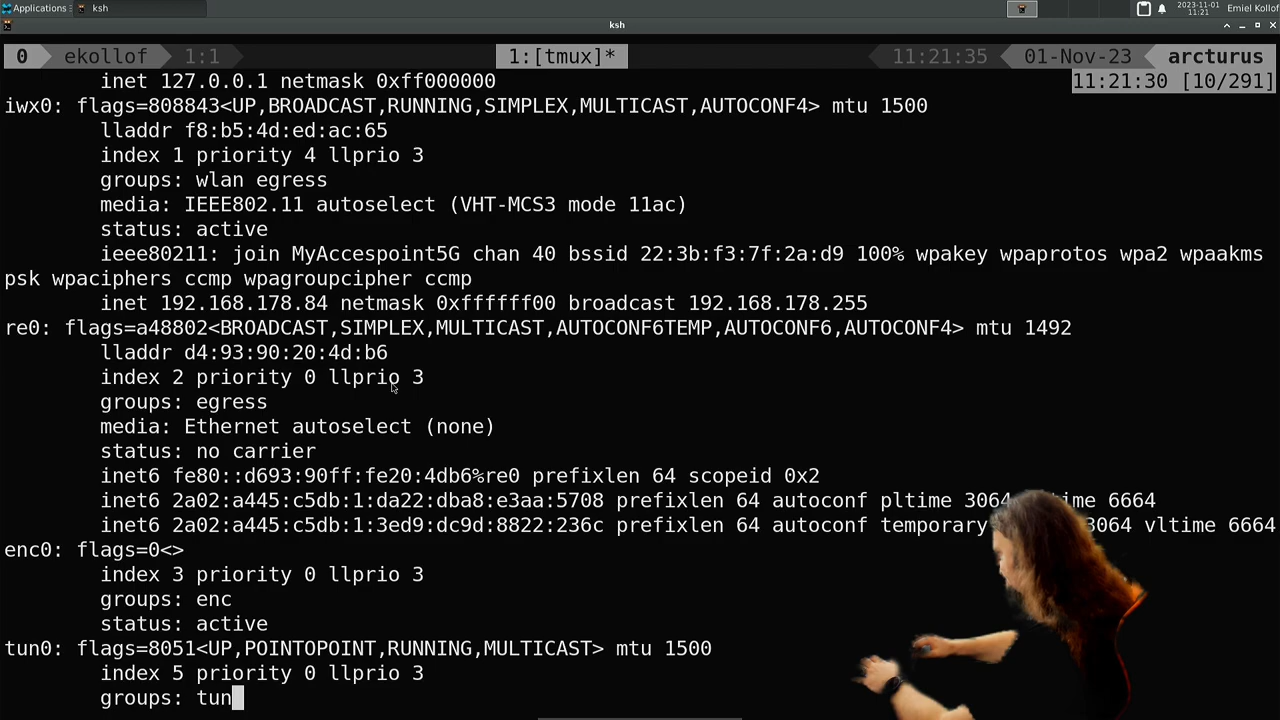 Applications ksh 2023-11-01 11:21 Emiel Kollof
ksh
0 ekollof 1:1 1:[tmux]* 11:21:35 01-Nov-23 arcturus
inet 127.0.0.1 netmask 0xff000000 11:21:30 [10/291]
iwx0: flags=808843<UP,BROADCAST,RUNNING,SIMPLEX,MULTICAST,AUTOCONF4> mtu 1500
lladdr f8:b5:4d:ed:ac:65
index 1 priority 4 llprio 3
groups: wlan egress
media: IEEE802.11 autoselect (VHT-MCS3 mode 11ac)
status: active
ieee80211: join MyAccespoint5G chan 40 bssid 22:3b:f3:7f:2a:d9 100% wpakey wpaprotos wpa2 wpaakms
psk wpaciphers ccmp wpagroupcipher ccmp
inet 192.168.178.84 netmask 0xffffff00 broadcast 192.168.178.255
re0: flags=a48802<BROADCAST,SIMPLEX,MULTICAST,AUTOCONF6TEMP,AUTOCONF6,AUTOCONF4> mtu 1492
lladdr d4:93:90:20:4d:b6
index 2 priority 0 llprio 3
groups: egress
media: Ethernet autoselect (none)
status: no carrier
inet6 fe80::d693:90ff:fe20:4db6%re0 prefixlen 64 scopeid 0x2
inet6 2a02:a445:c5db:1:da22:dba8:e3aa:5708 prefixlen 64 autoconf pltime 3064 6664
inet6 2a02:a445:c5db:1:3ed9:dc9d:8822:236c prefixlen 64 autoconf temporary 3064 vltime 6664
enc0: flags=0<>
index 3 priority 0 llprio 3
groups: enc
status: active
tun0: flags=8051<UP,POINTOPOINT,RUNNING,MULTICAST> mtu 1500
index 5 priority 0 llprio 3
groups: tun